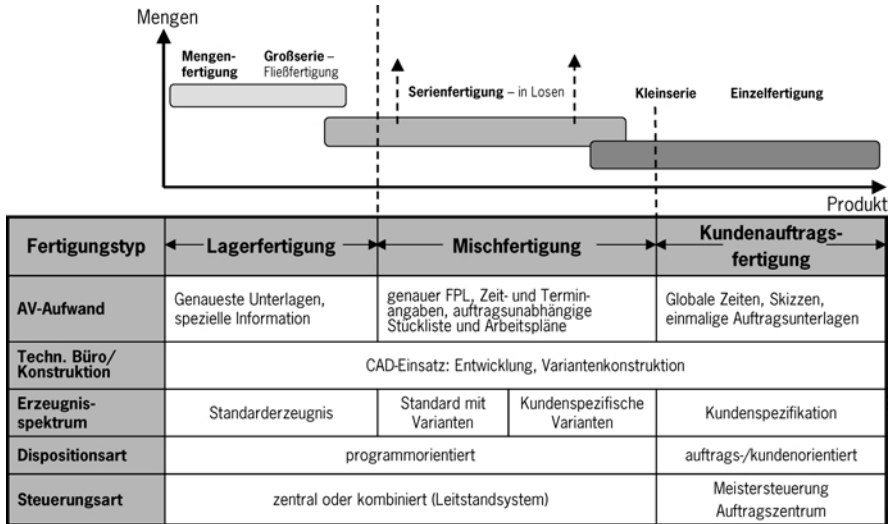 Mengen
Mengen-
fertigung
Großserie –
Fließfertigung
Serienfertigung – in Losen
Kleinserie
Einzelfertigung
Produkt
Fertigungstyp
Lagerfertigung
Mischfertigung
Kundenauftrags-
fertigung
AV-Aufwand
Genaueste Unterlagen,
spezielle Information
genauer FPL, Zeit- und Termin-
angaben, auftragsunabhängige
Stückliste und Arbeitspläne
Globale Zeiten, Skizzen,
einmalige Auftragsunterlagen
Techn. Büro/
Konstruktion
CAD-Einsatz: Entwicklung, Variantenkonstruktion
Erzeugnis-
spektrum
Standarderzeugnis
Standard mit
Varianten
Kundenspezifische
Varianten
Kundenspezifikation
Dispositionsart
programmorientiert
auftrags-/kundenorientiert
Steuerungsart
zentral oder kombiniert (Leitstandsystem)
Meistersteuerung
Auftragszentrum